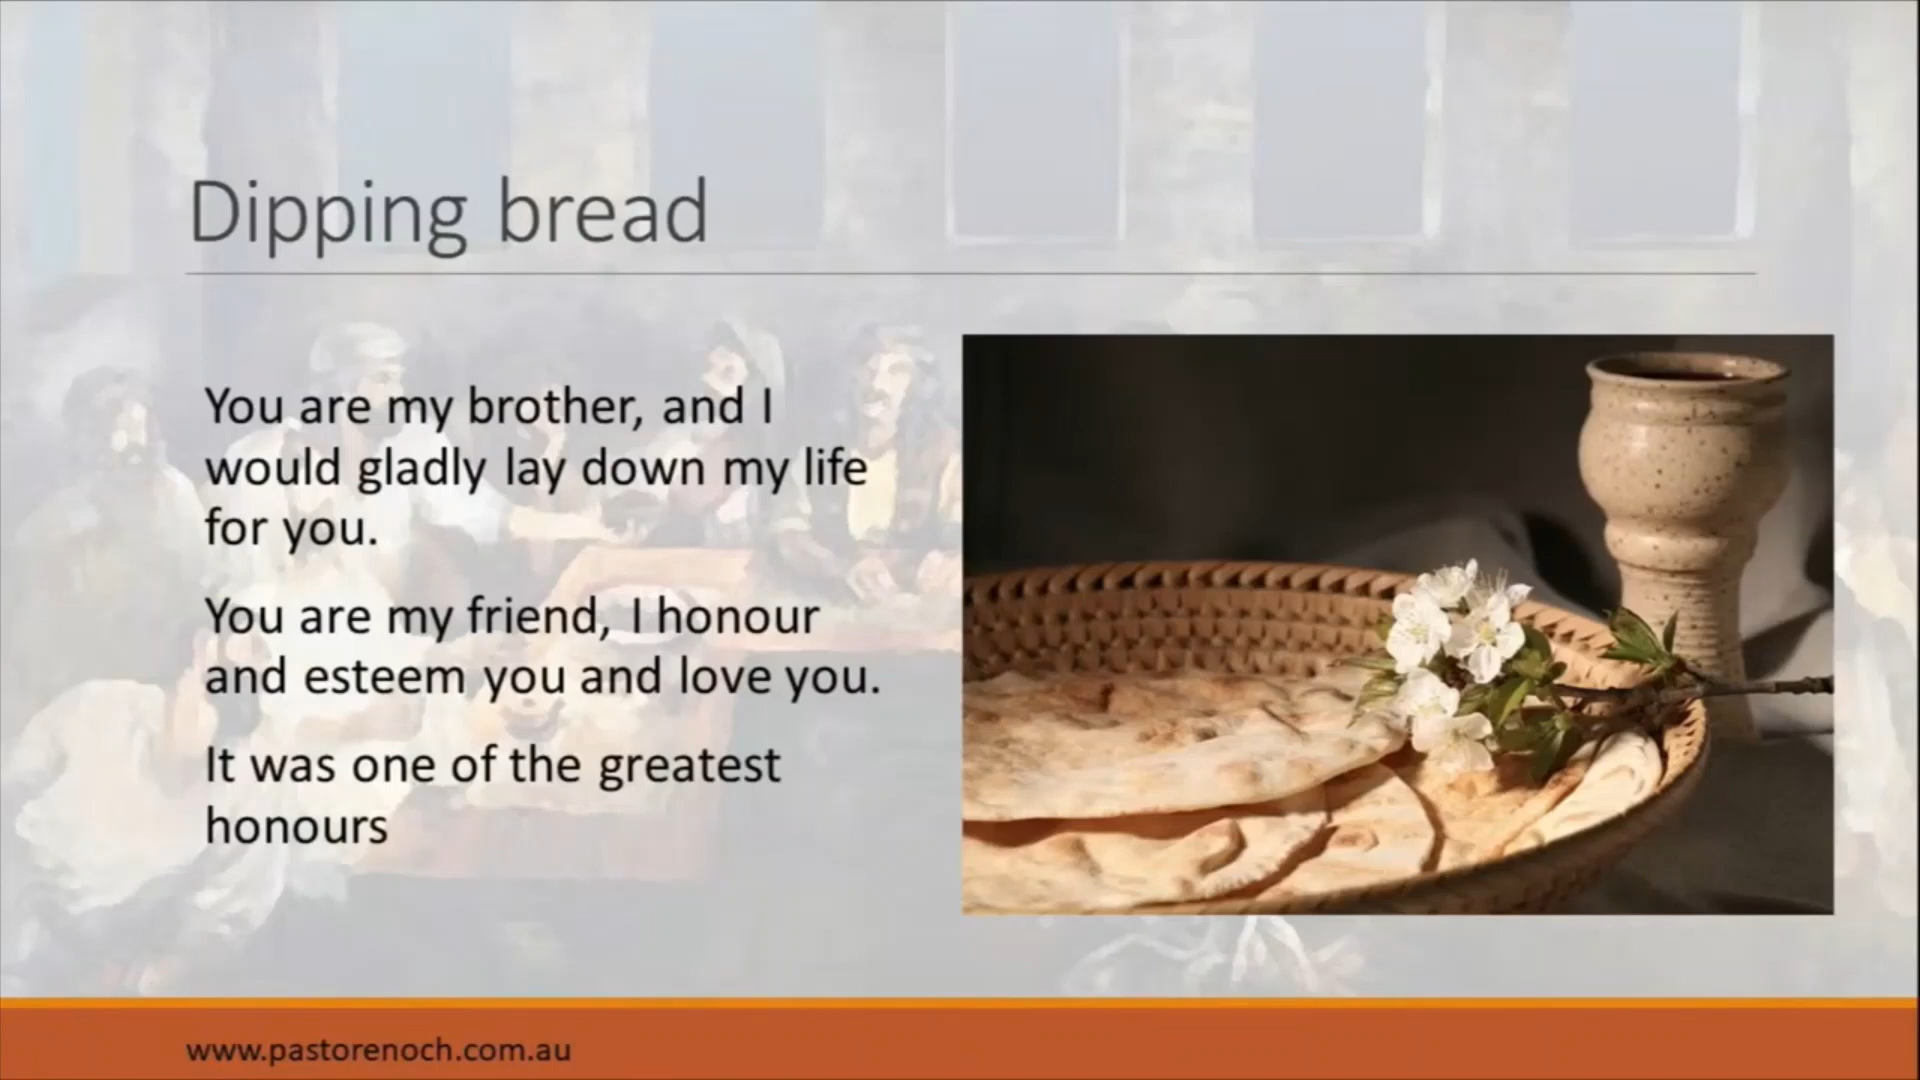 Dipping bread
You are my brother, and I
would gladly lay down my life
for you.
You are my friend, I honour
and esteem you and love you.
It was one of the greatest
honours
www.pastorenoch.com.au